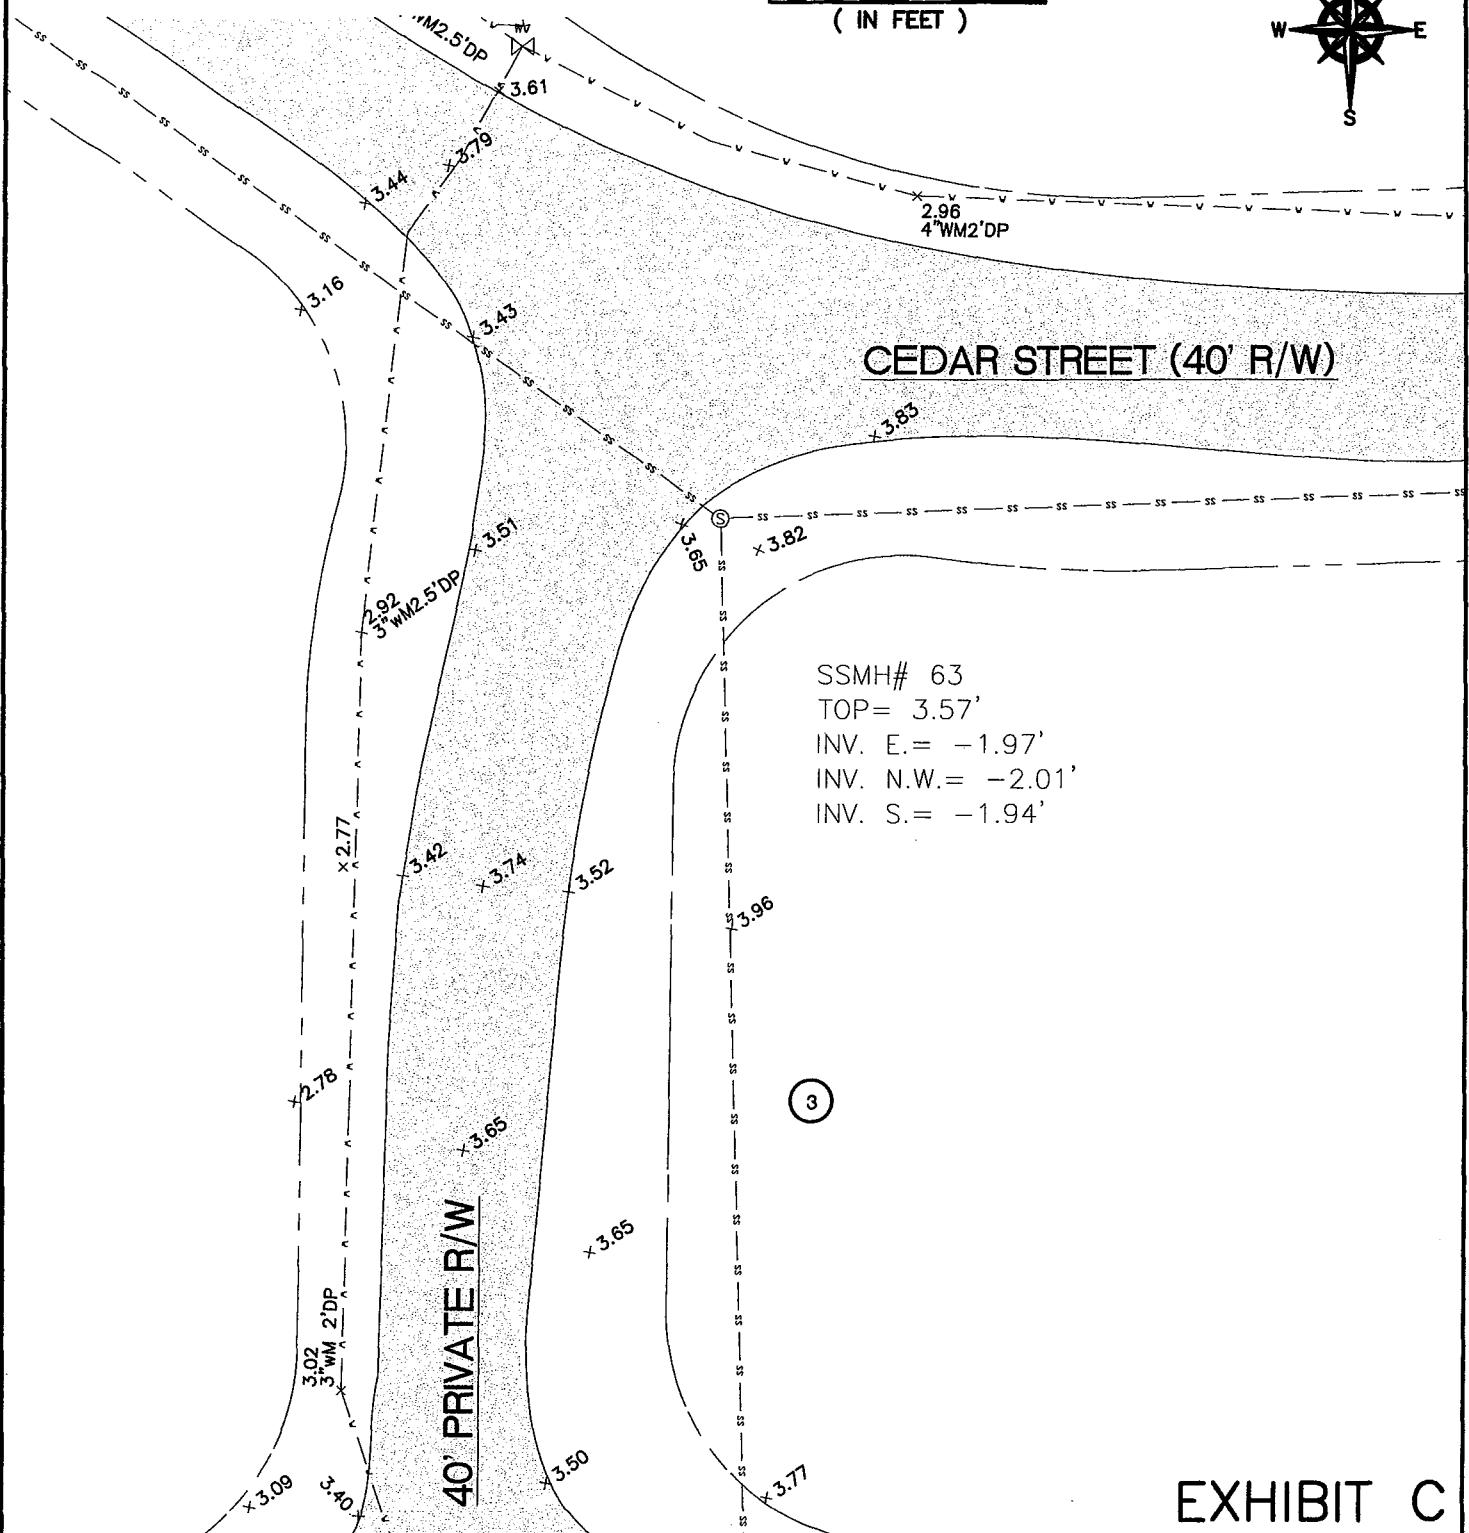 ( IN FEET )
W
E
S
WM2.5'DP
WV
3.61
3.79
3.44
2.96
4"WM2'DP
3.16
3.43
CEDAR STREET (40' R/W)
3.83
S
3.51
3.65
3.82
2.92
3"WM2.5'DP
SSMH# 63
TOP= 3.57'
INV. E.= -1.97'
INV. N.W.= -2.01'
INV. S.= -1.94'
2.77
3.42
3.74
3.52
3.96
2.78
3
3.65
3.65
40' PRIVATE R/W
3.02
3"WM 2'DP
3.09
3.40
3.50
3.77
EXHIBIT C